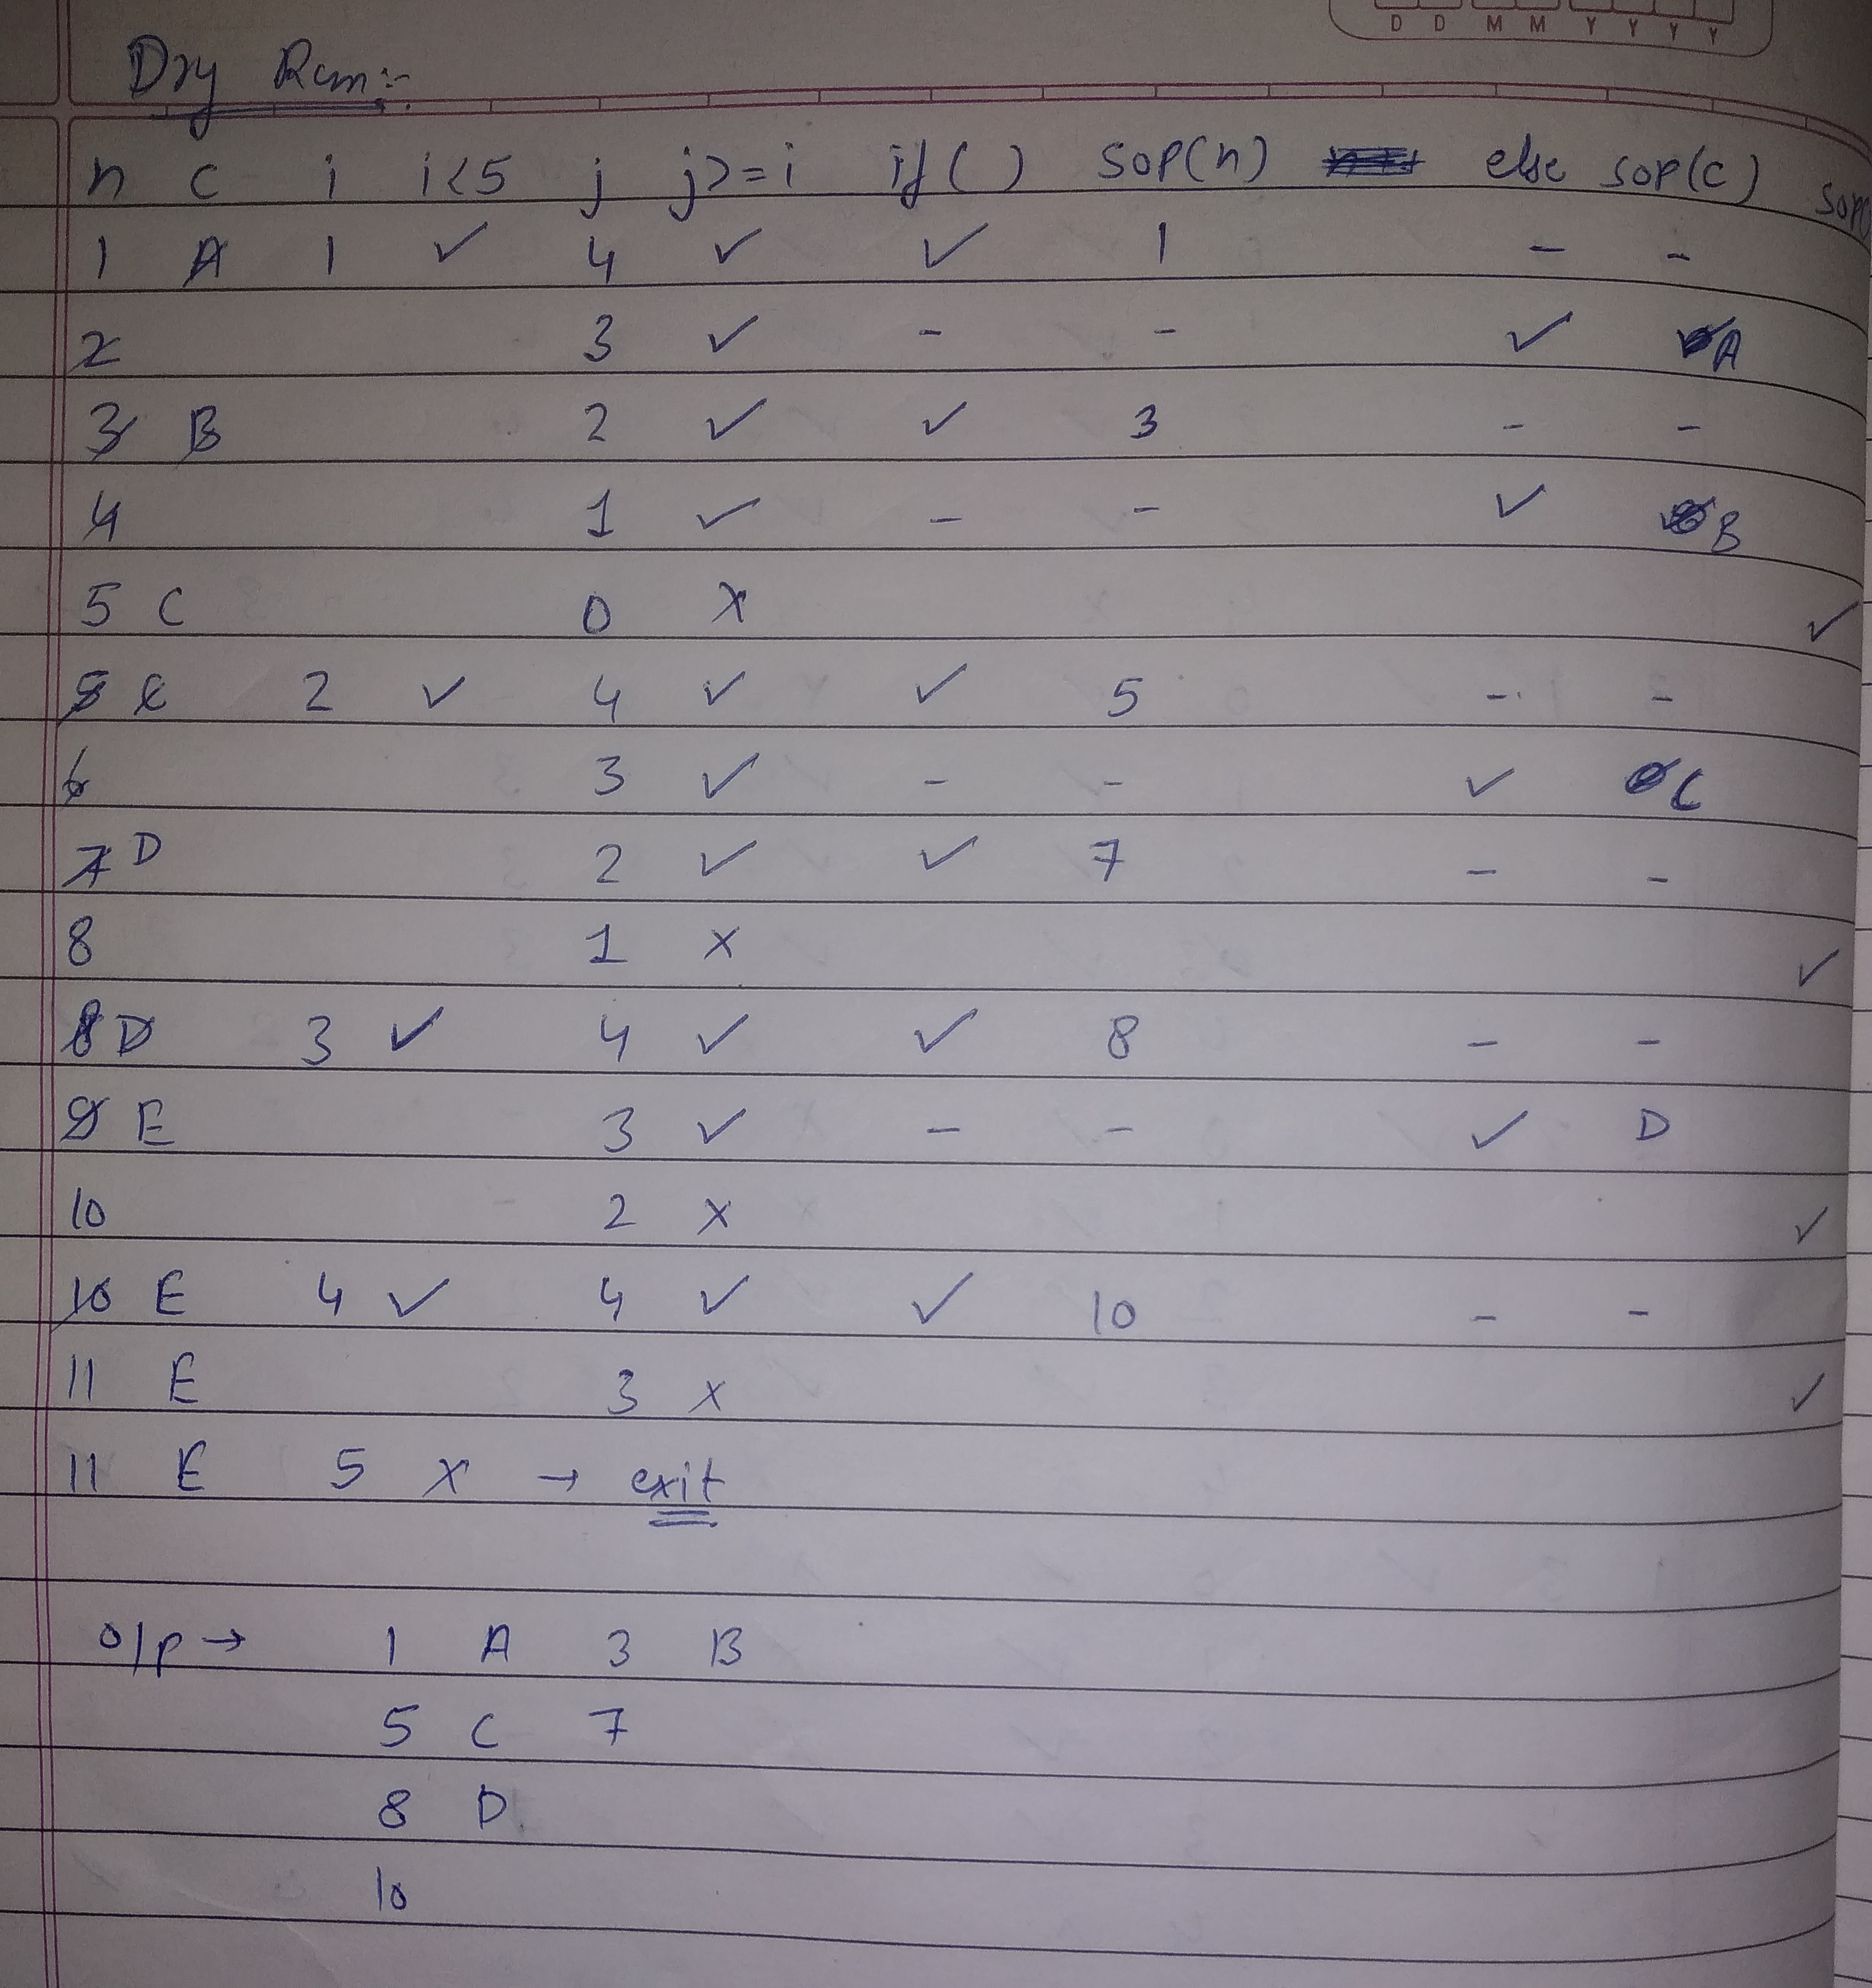 D D M M Y Y Y Y
Dry Run:-
n c i i<5 j j>=i if( ) sop(n) else sop(c)
1 A 1 ✓ 4 ✓ ✓ 1 - -
2 3 ✓ - - ✓ A
3 B 2 ✓ ✓ 3 - -
4 1 ✓ - - ✓ B
5 C 0 x ✓
5 C 2 ✓ 4 ✓ ✓ 5 - -
6 3 ✓ - - ✓ C
7 D 2 ✓ ✓ 7 - -
8 1 x ✓
8 D 3 ✓ 4 ✓ ✓ 8 - -
9 E 3 ✓ - - ✓ D
10 2 x ✓
10 E 4 ✓ 4 ✓ ✓ 10 - -
11 E 3 x ✓
11 E 5 x → exit
o/p → 1 A 3 B
5 C 7
8 D
10